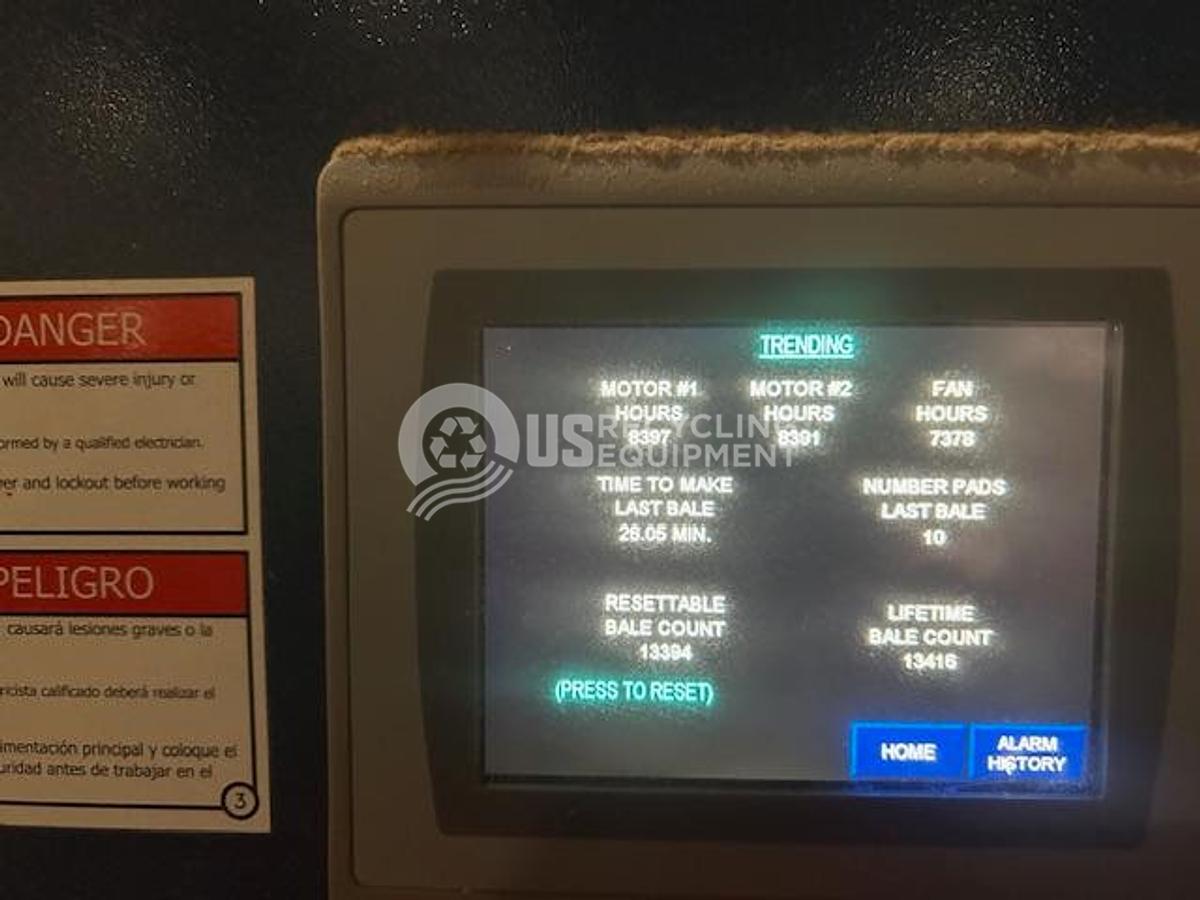 DANGER
will cause severe injury or
ormed by a qualified electrician.
er and lockout before working
PELIGRO
causará lesiones graves o la
ricista calificado deberá realizar el
imentación principal y coloque el
uridad antes de trabajar en el
3
TRENDING
MOTOR #1
HOURS
8397
MOTOR #2
HOURS
8391
FAN
HOURS
7378
US RECYCLING
EQUIPMENT
TIME TO MAKE
LAST BALE
26.05 MIN.
NUMBER PADS
LAST BALE
10
RESETTABLE
BALE COUNT
13394
(PRESS TO RESET)
LIFETIME
BALE COUNT
13416
HOME
ALARM
HISTORY